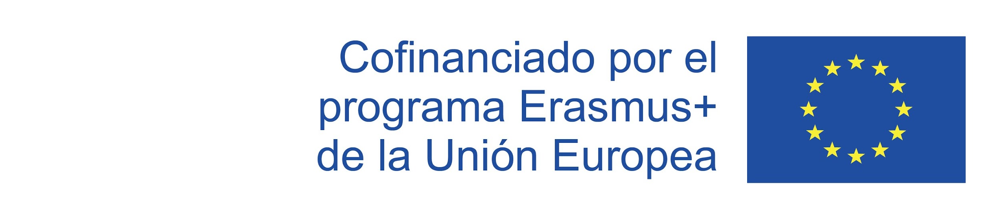 Cofinanciado por el
programa Erasmus+
de la Unión Europea